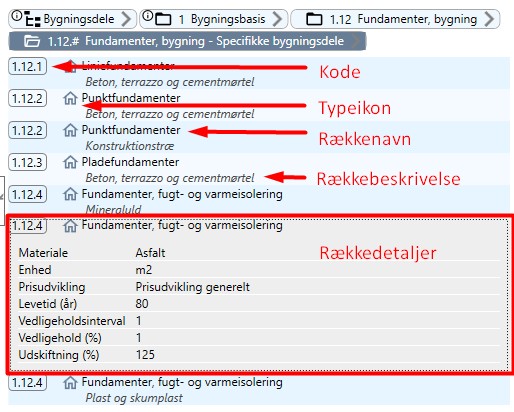 Bygningsdele
1 Bygningsbasis
1.12 Fundamenter, bygning
1.12.# Fundamenter, bygning - Specifikke bygningsdele
1.12.1 Liniefundamenter
Beton, terrazzo og cementmørtel
Kode
1.12.2 Punktfundamenter
Beton, terrazzo og cementmørtel
Typeikon
1.12.2 Punktfundamenter
Konstruktionstræ
Rækkenavn
1.12.3 Pladefundamenter
Beton, terrazzo og cementmørtel
Rækkebeskrivelse
1.12.4 Fundamenter, fugt- og varmeisolering
Mineraluld
1.12.4 Fundamenter, fugt- og varmeisolering
Rækkedetaljer
Materiale Asfalt
Enhed m2
Prisudvikling Prisudvikling generelt
Levetid (år) 80
Vedligeholdsinterval 1
Vedligehold (%) 1
Udskiftning (%) 125
1.12.4 Fundamenter, fugt- og varmeisolering
Plast og skumplast